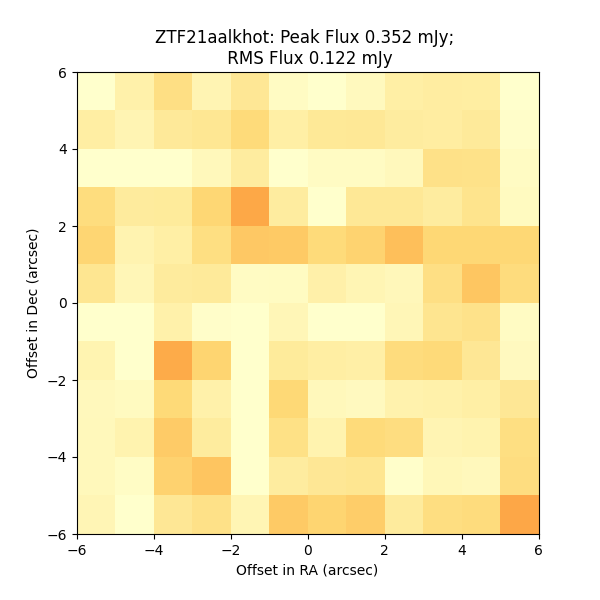 ZTF21aalkhot: Peak Flux 0.352 mJy;
RMS Flux 0.122 mJy
6
4
2
0
−2
−4
−6
Offset in Dec (arcsec)
−6 −4 −2 0 2 4 6
Offset in RA (arcsec)